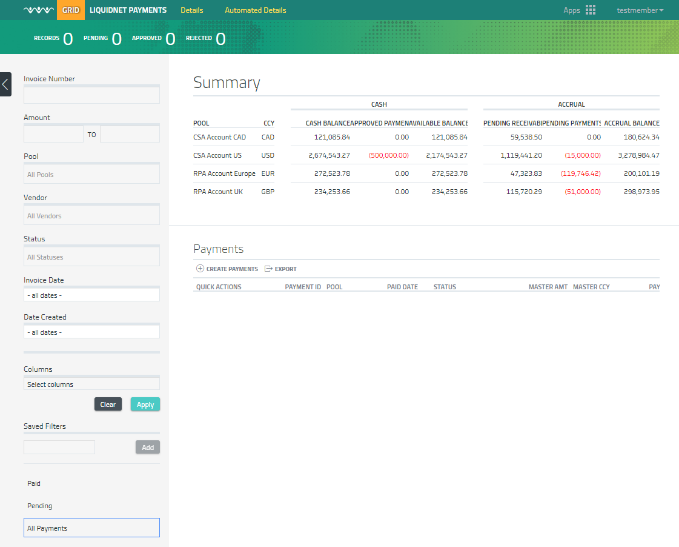 GRID LIQUIDNET PAYMENTS Details Automated Details Apps testmember
RECORDS 0 PENDING 0 APPROVED 0 REJECTED 0
Invoice Number
Amount
TO
Pool
All Pools
Vendor
All Vendors
Status
All Statuses
Invoice Date
- all dates -
Date Created
- all dates -
Columns
Select columns
Clear Apply
Saved Filters
Add
Paid
Pending
All Payments
Summary
CASH ACCRUAL
POOL CCY CASH BALANCE APPROVED PAYMEN AVAILABLE BALANCE PENDING RECEIVAB PENDING PAYMENTS ACCRUAL BALANCE
CSA Account CAD CAD 121,085.84 0.00 121,085.84 59,538.50 0.00 180,624.34
CSA Account US USD 2,674,543.27 (500,000.00) 2,174,543.27 1,119,441.20 (15,000.00) 3,278,984.47
RPA Account Europe EUR 272,523.78 0.00 272,523.78 47,323.83 (119,746.42) 200,101.19
RPA Account UK GBP 234,253.66 0.00 234,253.66 115,720.29 (51,000.00) 298,973.95
Payments
CREATE PAYMENTS EXPORT
QUICK ACTIONS PAYMENT ID POOL PAID DATE STATUS MASTER AMT MASTER CCY PAY